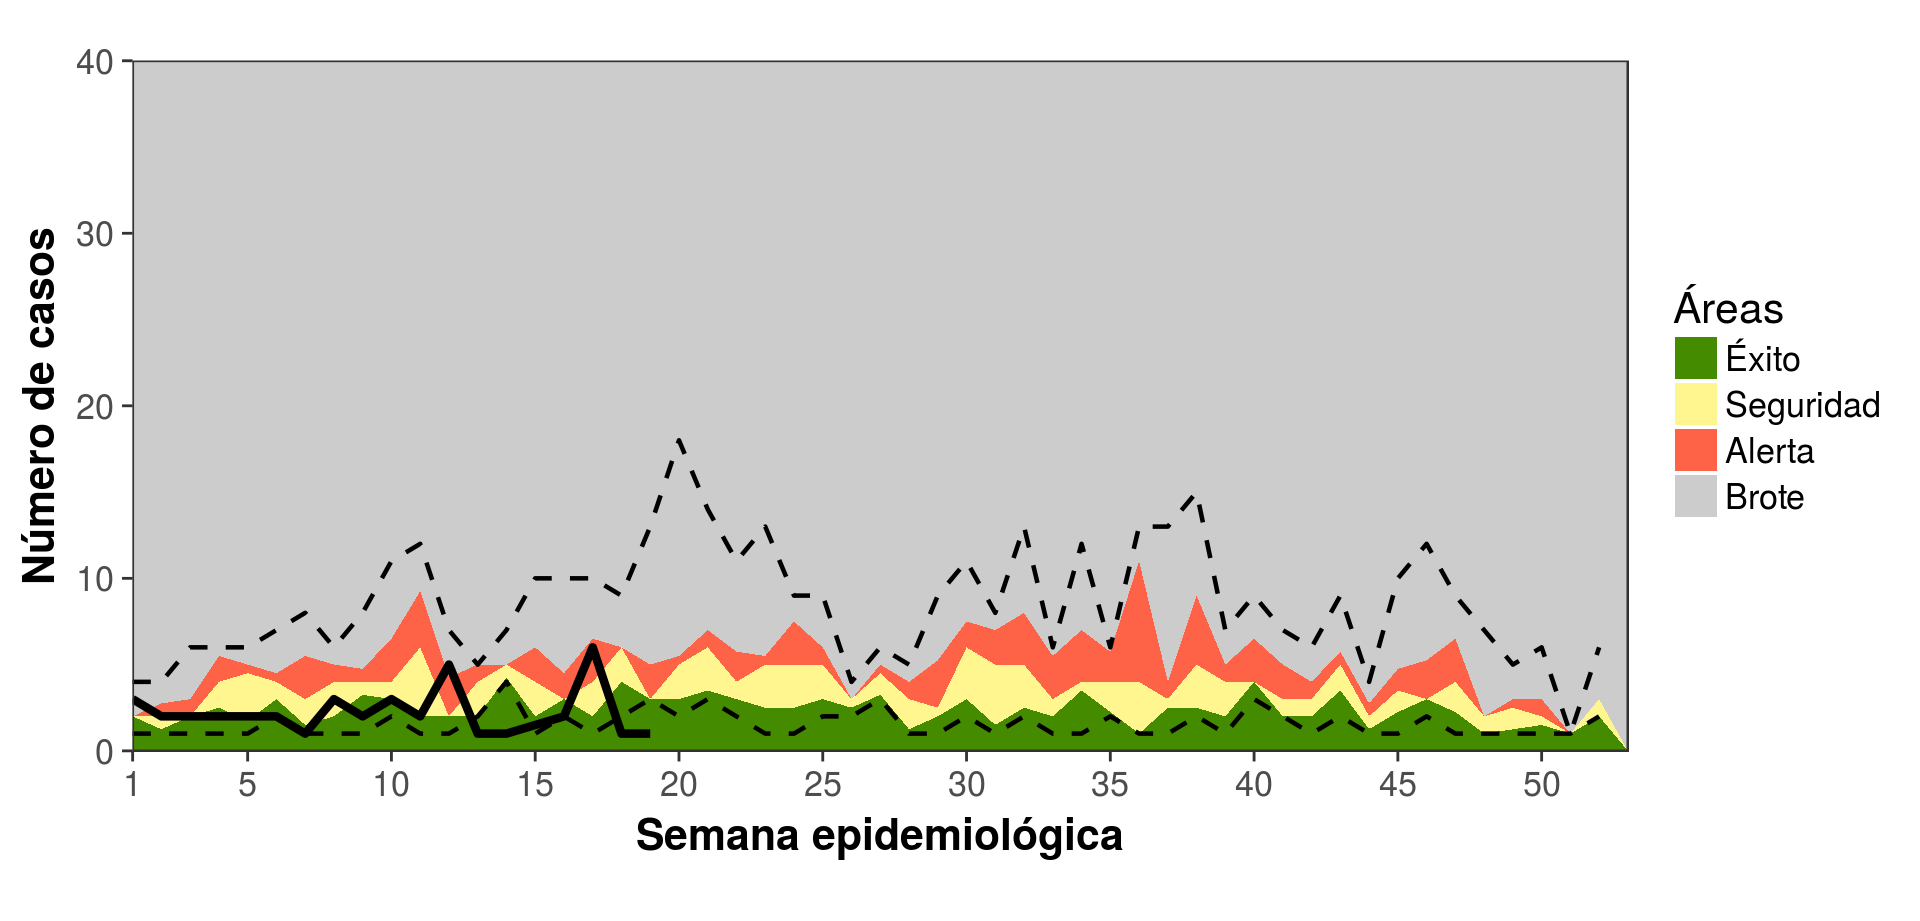 Número de casos
40
30
20
10
0
1 5 10 15 20 25 30 35 40 45 50
Semana epidemiológica
Áreas
Éxito
Seguridad
Alerta
Brote